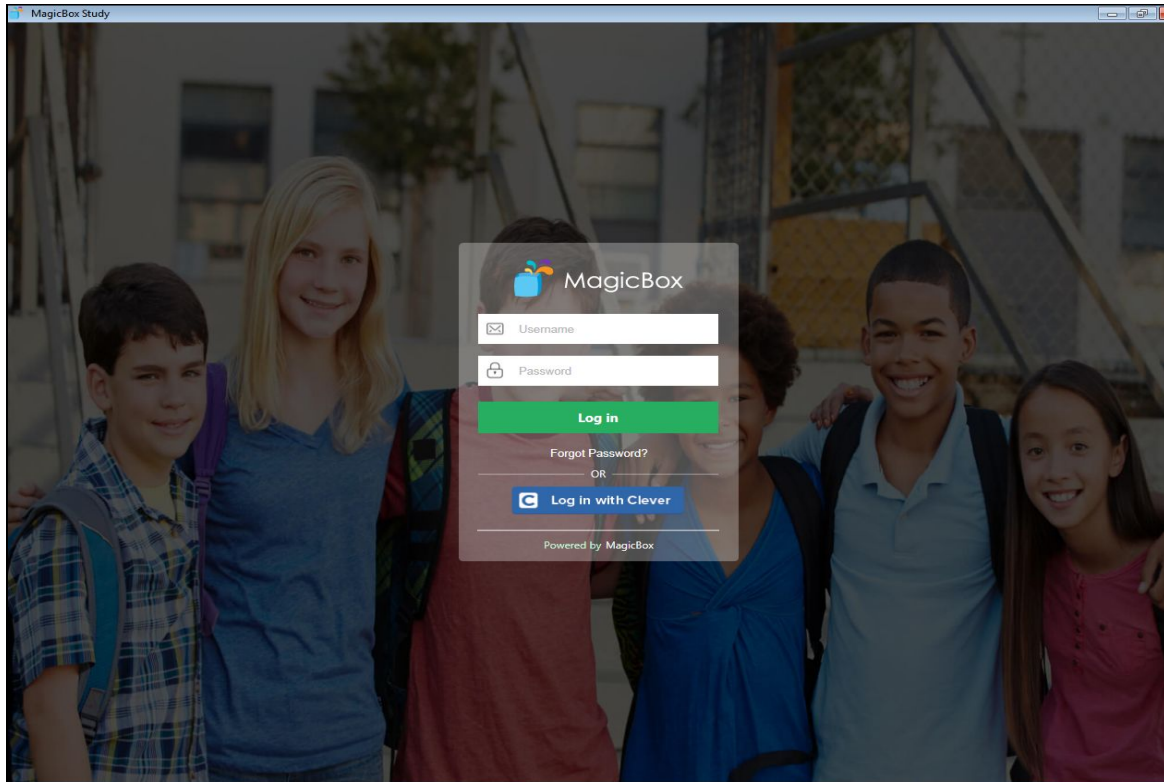 MagicBox Study
MagicBox
Username
Password
Log in
Forgot Password?
OR
C Log in with Clever
Powered by MagicBox